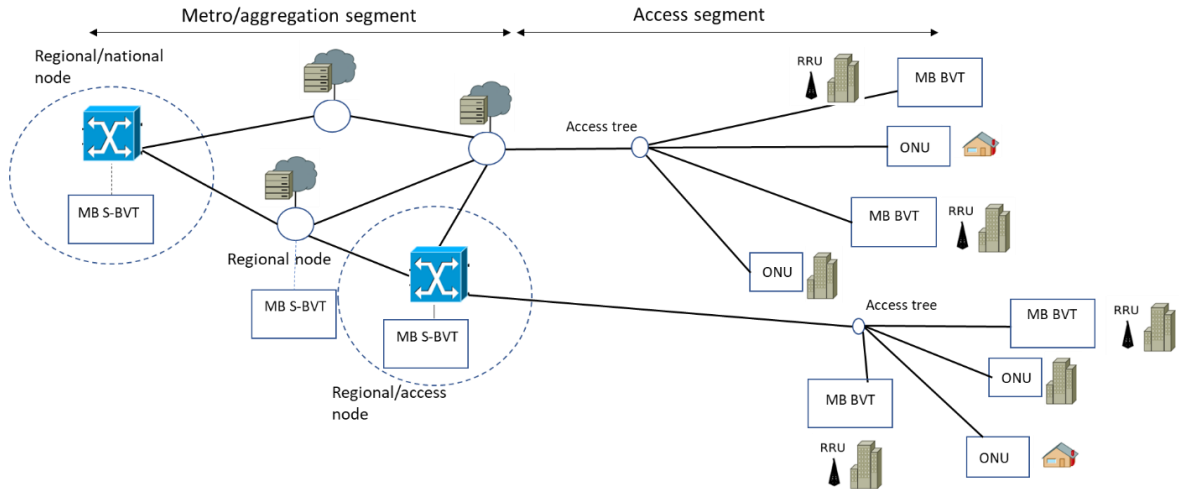 Metro/aggregation segment
Access segment
Regional/national
node
MB S-BVT
Regional node
MB S-BVT
MB S-BVT
Regional/access
node
Access tree
RRU
MB BVT
ONU
MB BVT
RRU
ONU
Access tree
MB BVT
RRU
ONU
MB BVT
RRU
ONU